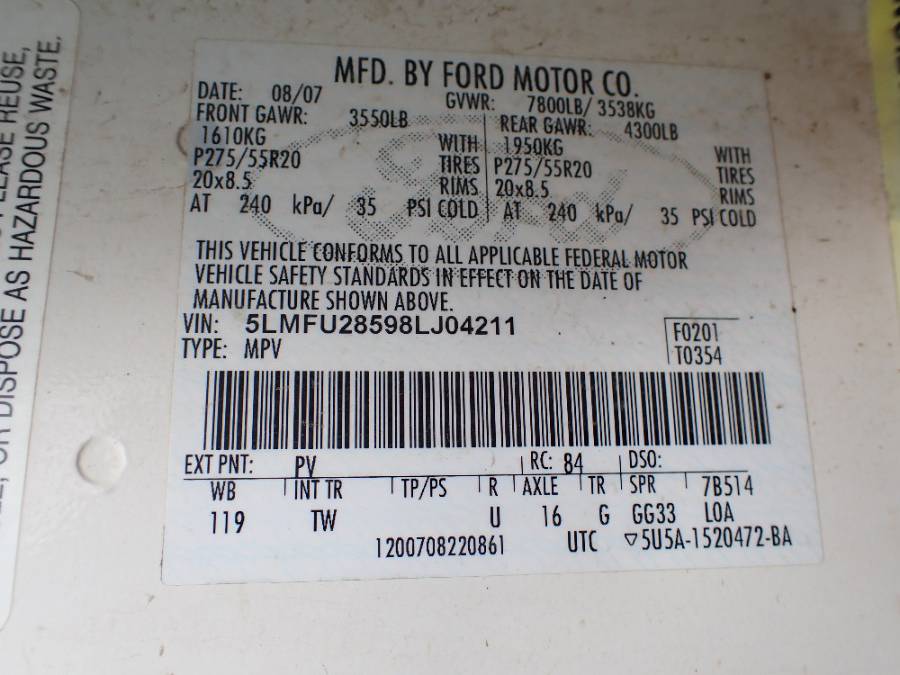 PLEASE REUSE,
OR DISPOSE AS HAZARDOUS WASTE.
MFD. BY FORD MOTOR CO.
DATE: 08/07 GVWR: 7800LB/ 3538KG
FRONT GAWR: 3550LB REAR GAWR: 4300LB
1610KG WITH 1950KG WITH
P275/55R20 TIRES P275/55R20 TIRES
20x8.5 RIMS 20x8.5 RIMS
AT 240 kPa/ 35 PSI COLD AT 240 kPa/ 35 PSI COLD
Ford
THIS VEHICLE CONFORMS TO ALL APPLICABLE FEDERAL MOTOR
VEHICLE SAFETY STANDARDS IN EFFECT ON THE DATE OF
MANUFACTURE SHOWN ABOVE.
VIN: 5LMFU28598LJ04211 F0201
TYPE: MPV T0354
EXT PNT: PV RC: 84 DSO:
WB INT TR TP/PS R AXLE TR SPR 7B514
119 TW U 16 G GG33 L0A
1200708220861 UTC ▽5U5A-1520472-BA